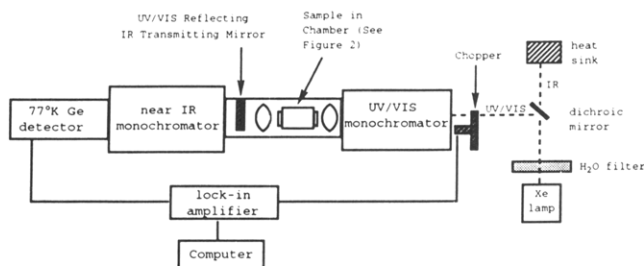 UV/VIS Reflecting
IR Transmitting Mirror
Sample in
Chamber (See
Figure 2)
Chopper
heat
sink
IR
77°K Ge
detector
near IR
monochromator
UV/VIS
monochromator
UV/VIS
dichroic
mirror
H₂O filter
Xe
lamp
lock-in
amplifier
Computer